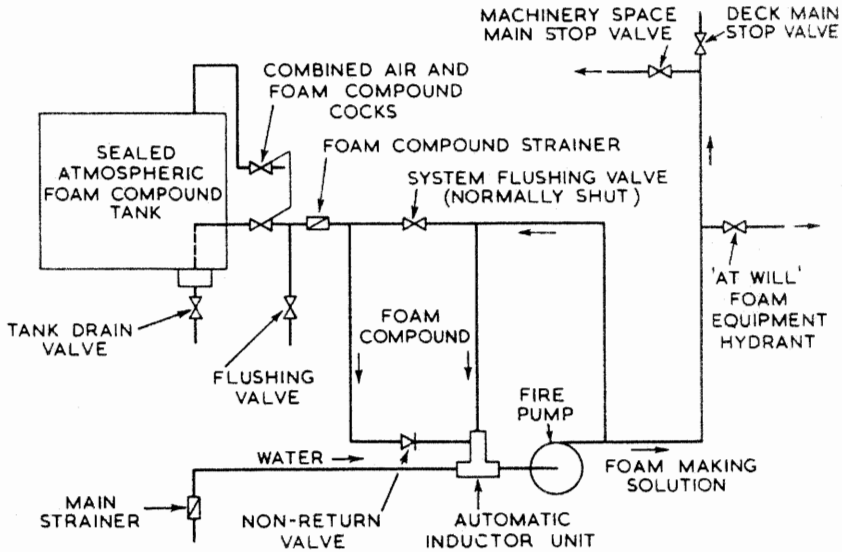 MACHINERY SPACE
MAIN STOP VALVE
DECK MAIN
STOP VALVE
COMBINED AIR AND
FOAM COMPOUND
COCKS
FOAM COMPOUND STRAINER
SEALED
ATMOSPHERIC
FOAM COMPOUND
TANK
SYSTEM FLUSHING VALVE
(NORMALLY SHUT)
'AT WILL'
FOAM
EQUIPMENT
HYDRANT
TANK DRAIN
VALVE
FOAM
COMPOUND
FLUSHING
VALVE
FIRE
PUMP
WATER
FOAM MAKING
SOLUTION
MAIN
STRAINER
NON-RETURN
VALVE
AUTOMATIC
INDUCTOR UNIT